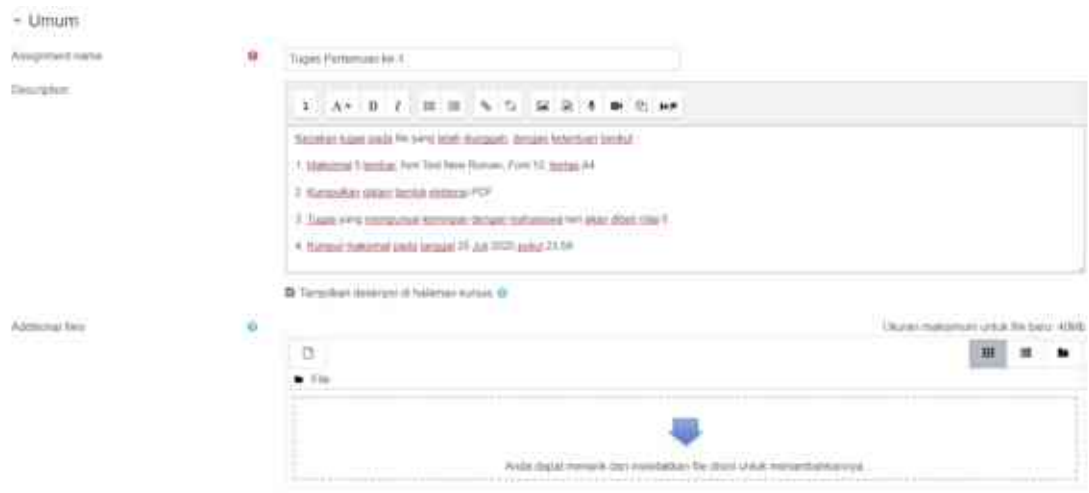 Umum
Assignment name
Tugas Pertemuan ke-1
Description
Kerjakan tugas pada file yang telah diunggah, dengan ketentuan berikut
1. Maksimal 5 lembar, font Test New Roman, Font 12, kertas A4
2. Kumpulkan dalam bentuk ekstensi PDF
3. Tugas yang mempunyai kemiripan dengan mahasiswa lain akan diberi nilai
4. Kumpul maksimal pada tanggal 25 Juli 2020 pukul 23.59
Tampilkan deskripsi di halaman kursus
Additional files
Ukuran maksimum untuk file baru: 40MB
File
Anda dapat menarik dan meletakkan file disini untuk menambahkannya